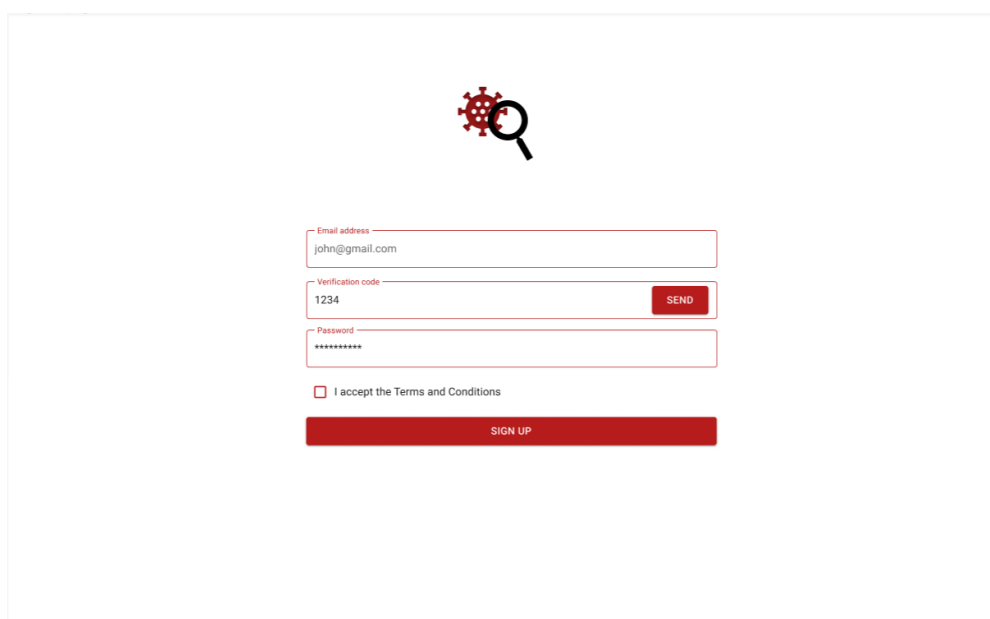 Email address
john@gmail.com
Verification code
1234
SEND
Password
**********
I accept the Terms and Conditions
SIGN UP